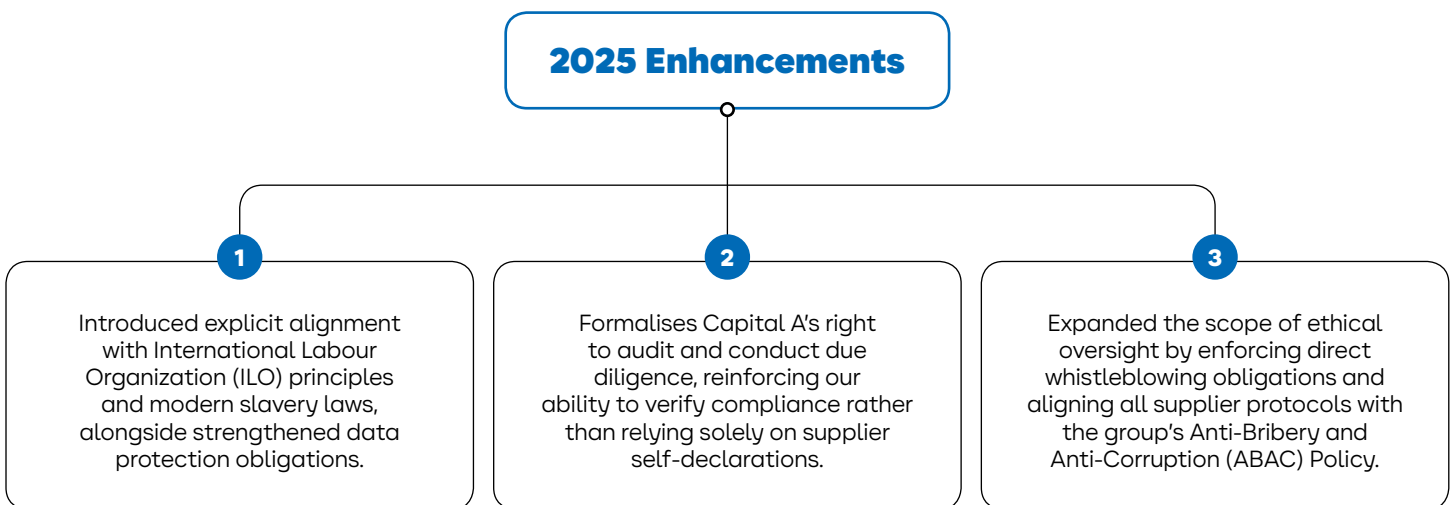 2025 Enhancements
1
Introduced explicit alignment
with International Labour
Organization (ILO) principles
and modern slavery laws,
alongside strengthened data
protection obligations.
2
Formalises Capital A's right
to audit and conduct due
diligence, reinforcing our
ability to verify compliance rather
than relying solely on supplier
self-declarations.
3
Expanded the scope of ethical
oversight by enforcing direct
whistleblowing obligations and
aligning all supplier protocols with
the group's Anti-Bribery and
Anti-Corruption (ABAC) Policy.